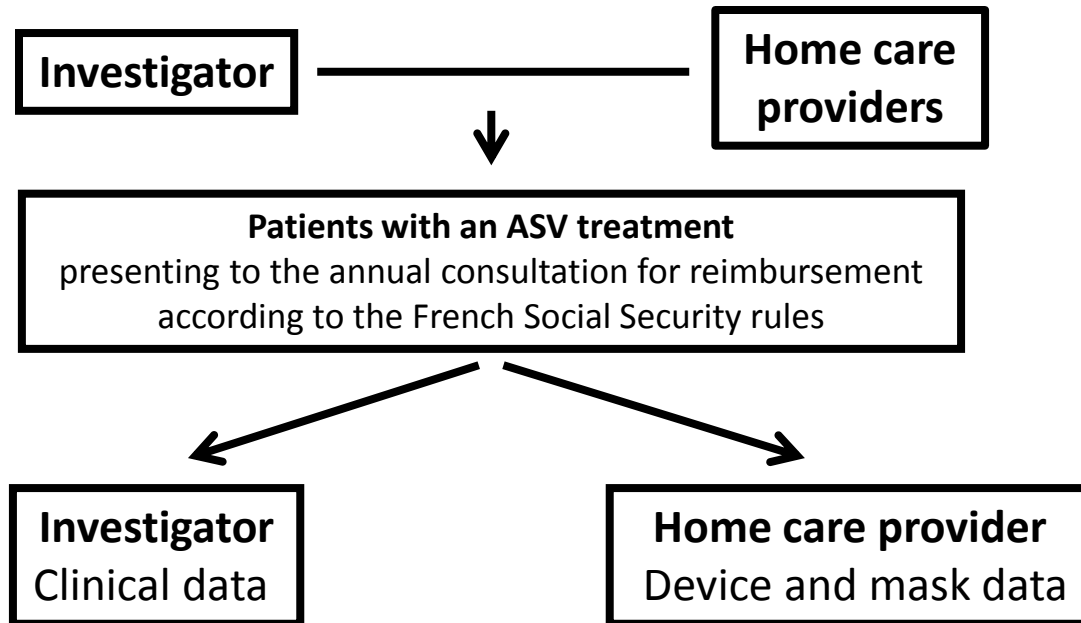 Investigator
Home care
providers
Patients with an ASV treatment
presenting to the annual consultation for reimbursement
according to the French Social Security rules
Investigator
Clinical data
Home care provider
Device and mask data